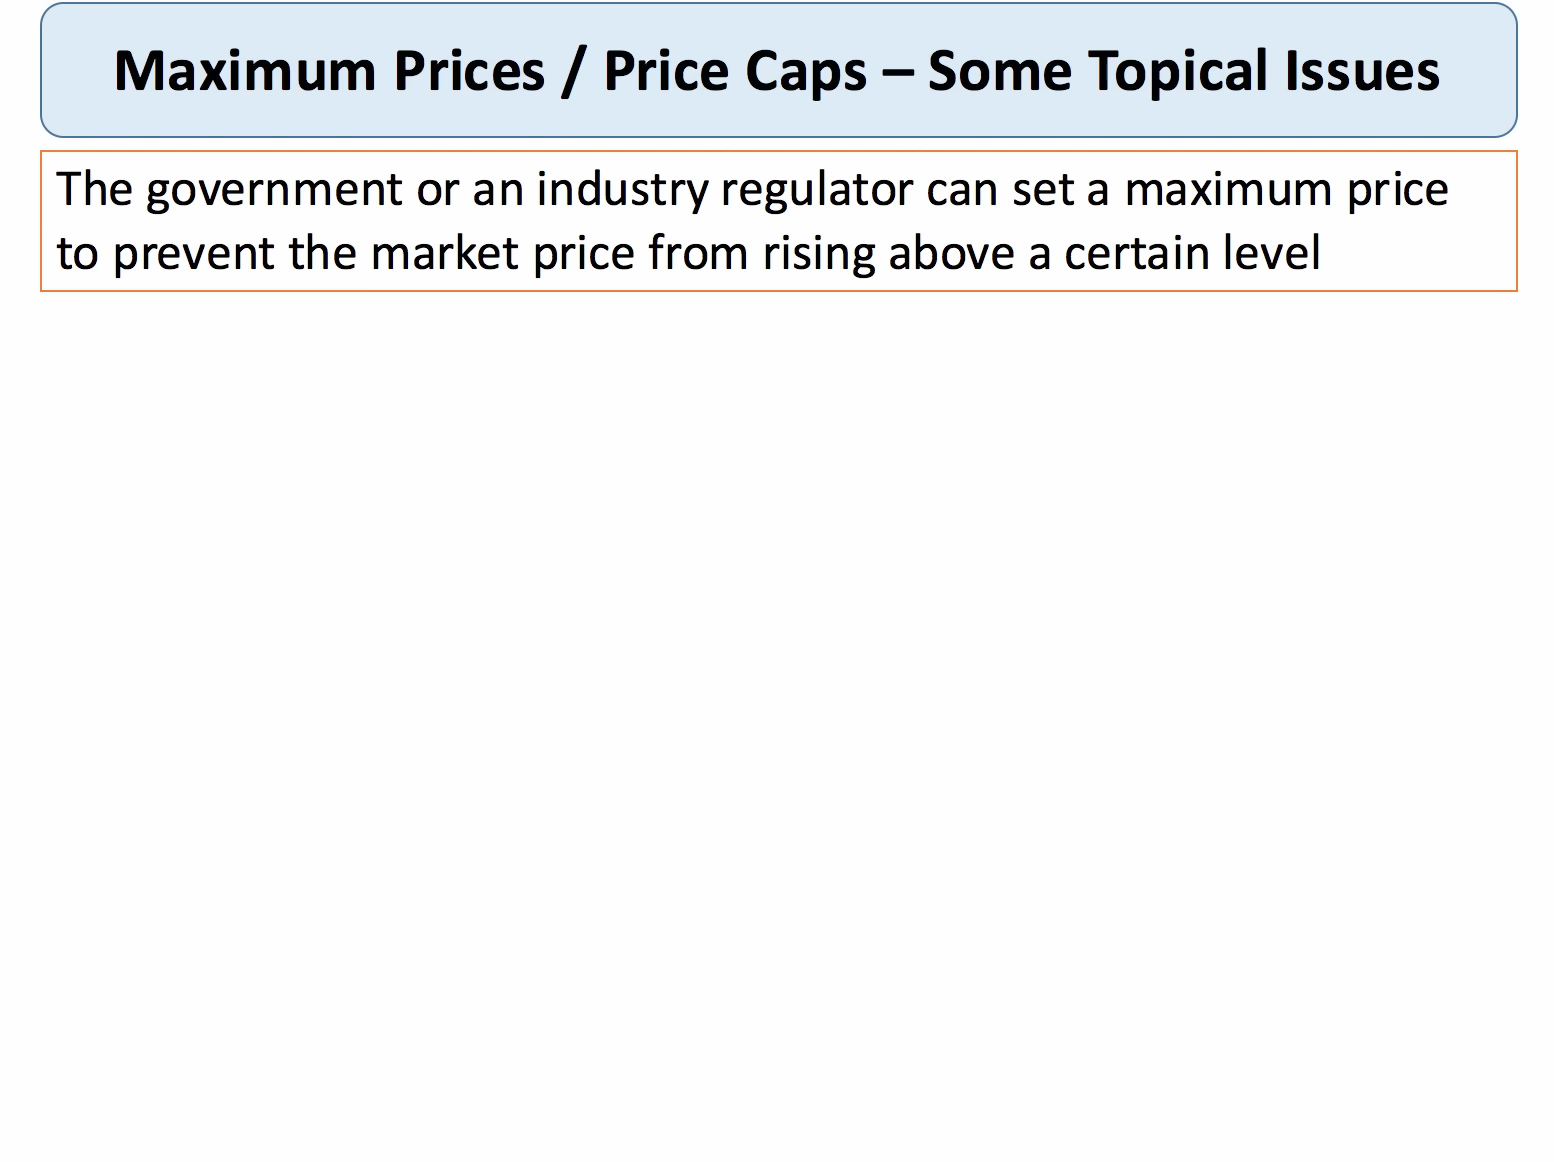 Maximum Prices / Price Caps – Some Topical Issues
The government or an industry regulator can set a maximum price
to prevent the market price from rising above a certain level